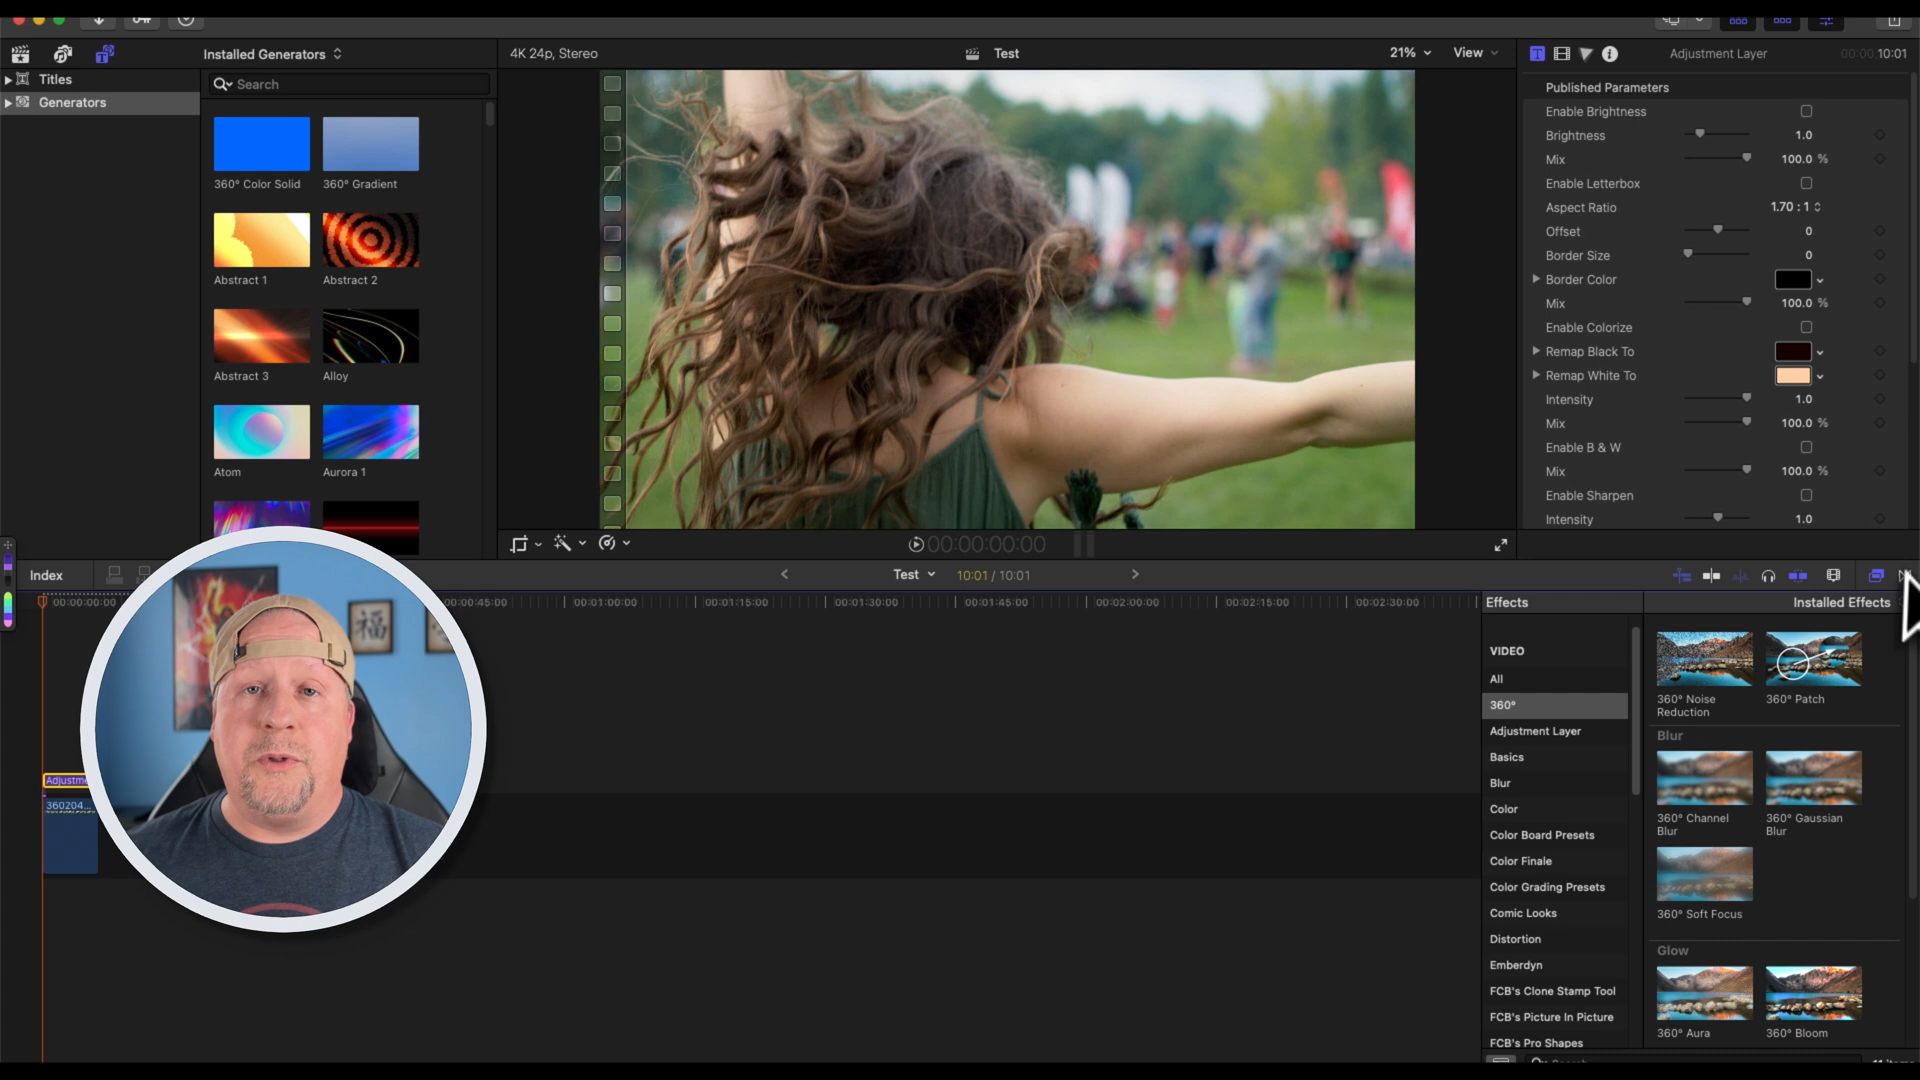 Installed Generators
4K 24p, Stereo
Test
21%
View
Adjustment Layer
00:00:10:01
Titles
Generators
Search
360° Color Solid
360° Gradient
Abstract 1
Abstract 2
Abstract 3
Alloy
Atom
Aurora 1
Published Parameters
Enable Brightness
Brightness
1.0
Mix
100.0 %
Enable Letterbox
Aspect Ratio
1.70 : 1
Offset
0
Border Size
0
Border Color
Mix
100.0 %
Enable Colorize
Remap Black To
Remap White To
Intensity
1.0
Mix
100.0 %
Enable B & W
Mix
100.0 %
Enable Sharpen
Intensity
1.0
00:00:00:00
Index
Test
10:01 / 10:01
00:00:00:00
00:00:45:00
00:01:00:00
00:01:15:00
00:01:30:00
00:01:45:00
00:02:00:00
00:02:15:00
00:02:30:00
Adjustme
360204...
福
Effects
Installed Effects
VIDEO
All
360°
Adjustment Layer
Basics
Blur
Color
Color Board Presets
Color Finale
Color Grading Presets
Comic Looks
Distortion
Emberdyn
FCB's Clone Stamp Tool
FCB's Picture In Picture
FCB's Pro Shapes
360° Noise
Reduction
360° Patch
Blur
360° Channel
Blur
360° Gaussian
Blur
360° Soft Focus
Glow
360° Aura
360° Bloom